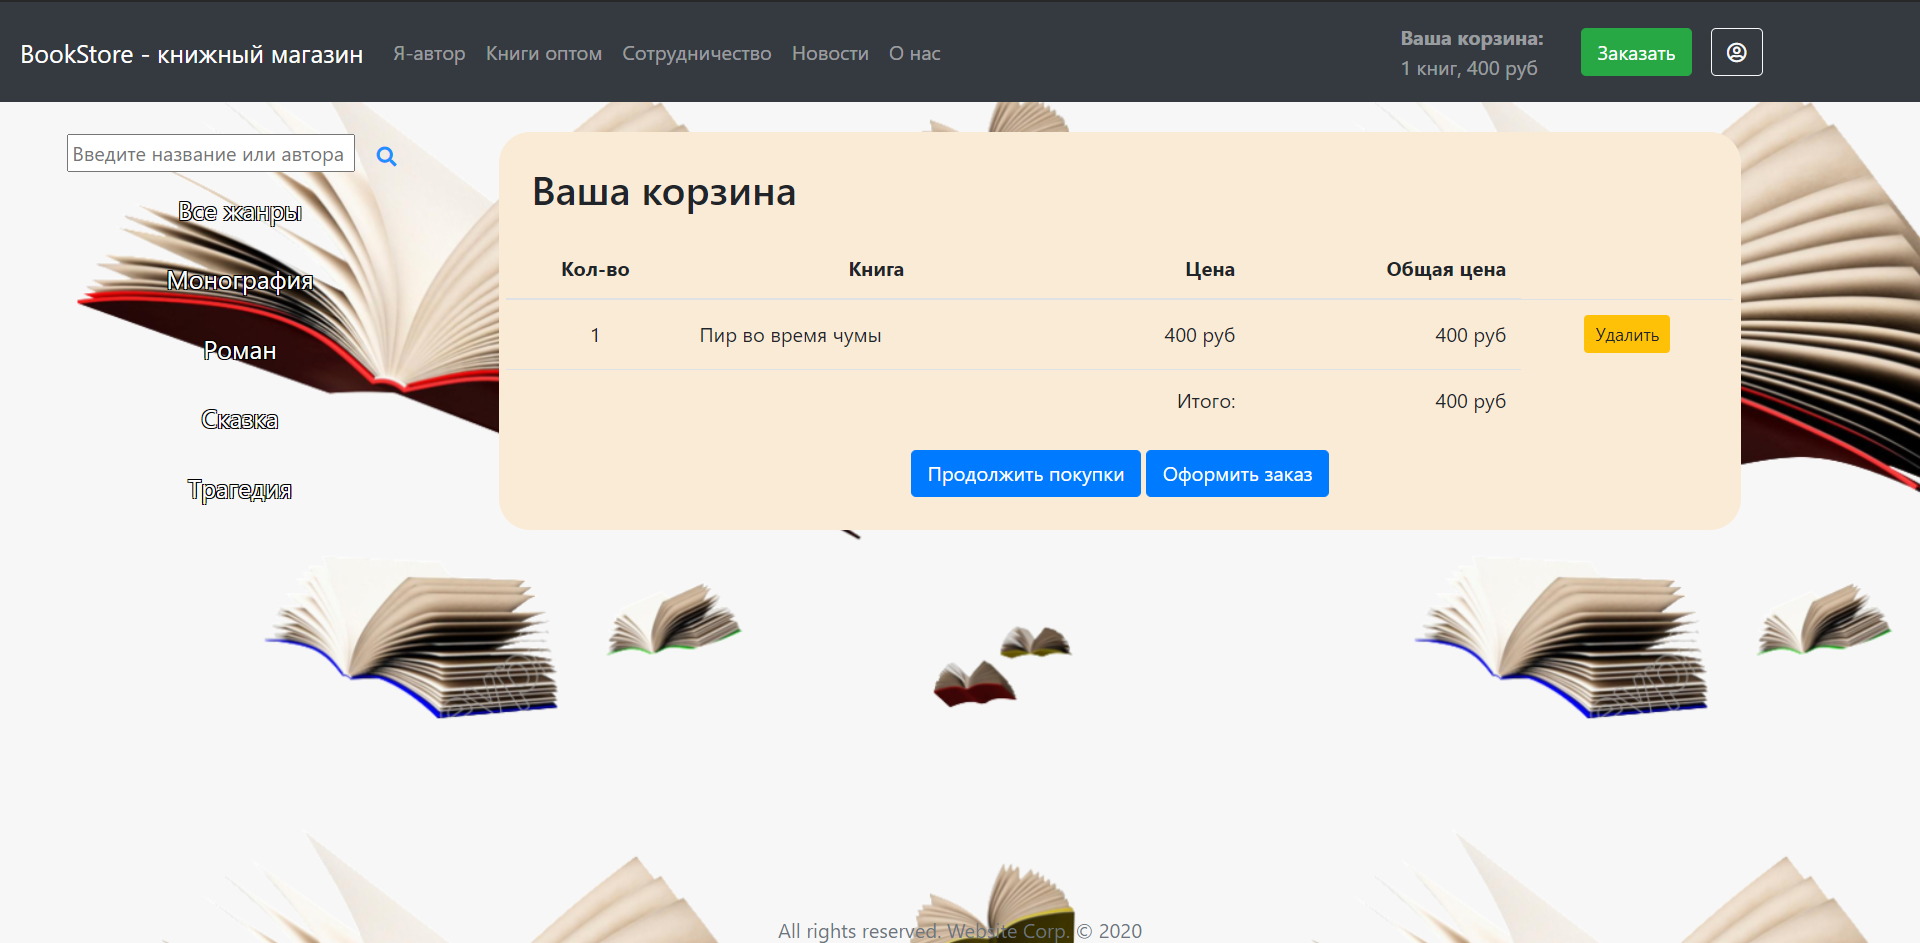 BookStore - книжный магазин
Я-автор Книги оптом Сотрудничество Новости О нас
Ваша корзина:
1 книг, 400 руб
Заказать
Введите название или автора
Все жанры
Монография
Роман
Сказка
Трагедия
Ваша корзина
Кол-во Книга Цена Общая цена
1 Пир во время чумы 400 руб 400 руб Удалить
Итого: 400 руб
Продолжить покупки Оформить заказ
All rights reserved. Website Corp. © 2020